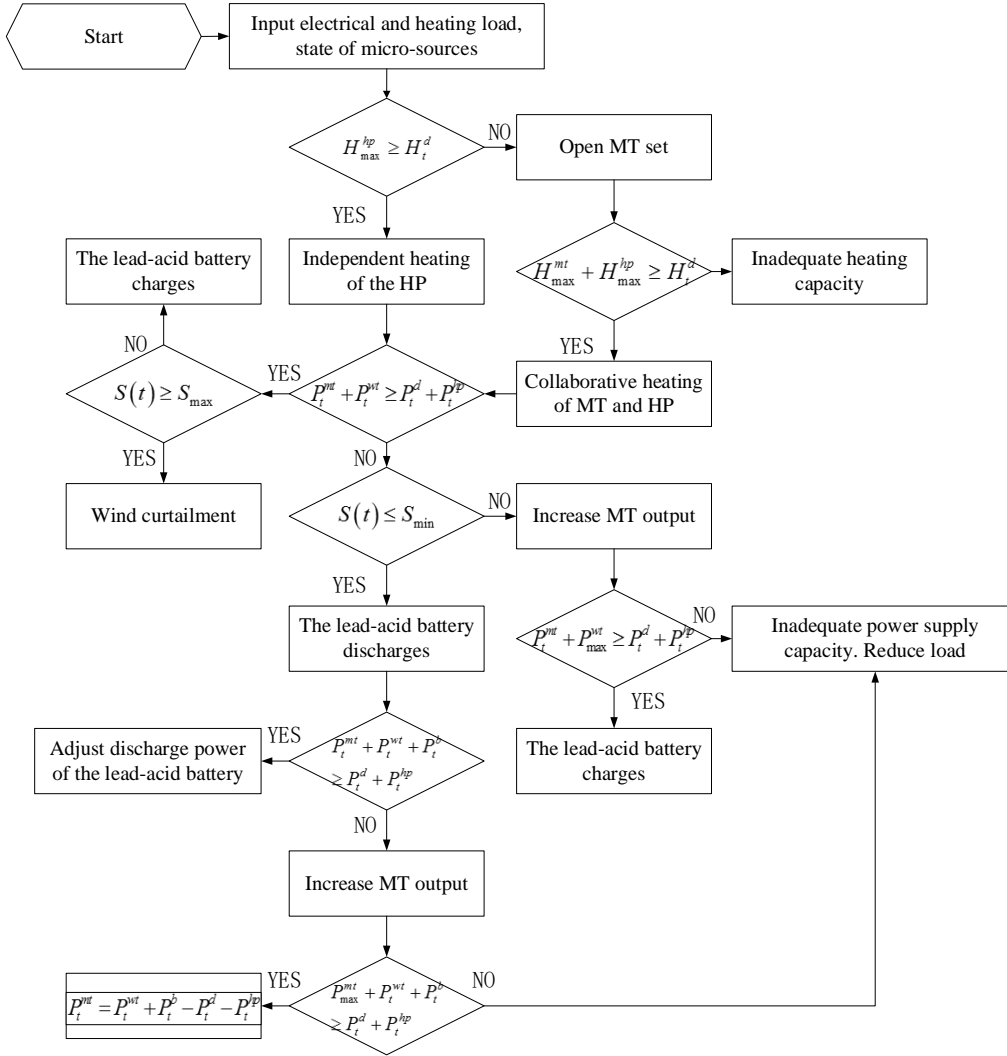 Start
Input electrical and heating load,
state of micro-sources
H_max^hp ≥ H_t^d
NO
Open MT set
YES
The lead-acid battery
charges
Independent heating
of the HP
H_max^mt + H_max^hp ≥ H_t^d
Inadequate heating
capacity
NO
YES
S(t) ≥ S_max
YES
P_t^mt + P_t^wt ≥ P_t^d + P_t^hp
Collaborative heating
of MT and HP
YES
NO
Wind curtailment
S(t) ≤ S_min
NO
Increase MT output
YES
The lead-acid battery
discharges
P_t^mt + P_max^wt ≥ P_t^d + P_t^hp
NO
Inadequate power supply
capacity. Reduce load
YES
Adjust discharge power
of the lead-acid battery
YES
P_t^mt + P_t^wt + P_t^b
≥ P_t^d + P_t^hp
The lead-acid battery
charges
NO
Increase MT output
P_t^mt = P_t^wt + P_t^b − P_t^d − P_t^hp
YES
P_max^mt + P_t^wt + P_t^b
≥ P_t^d + P_t^hp
NO